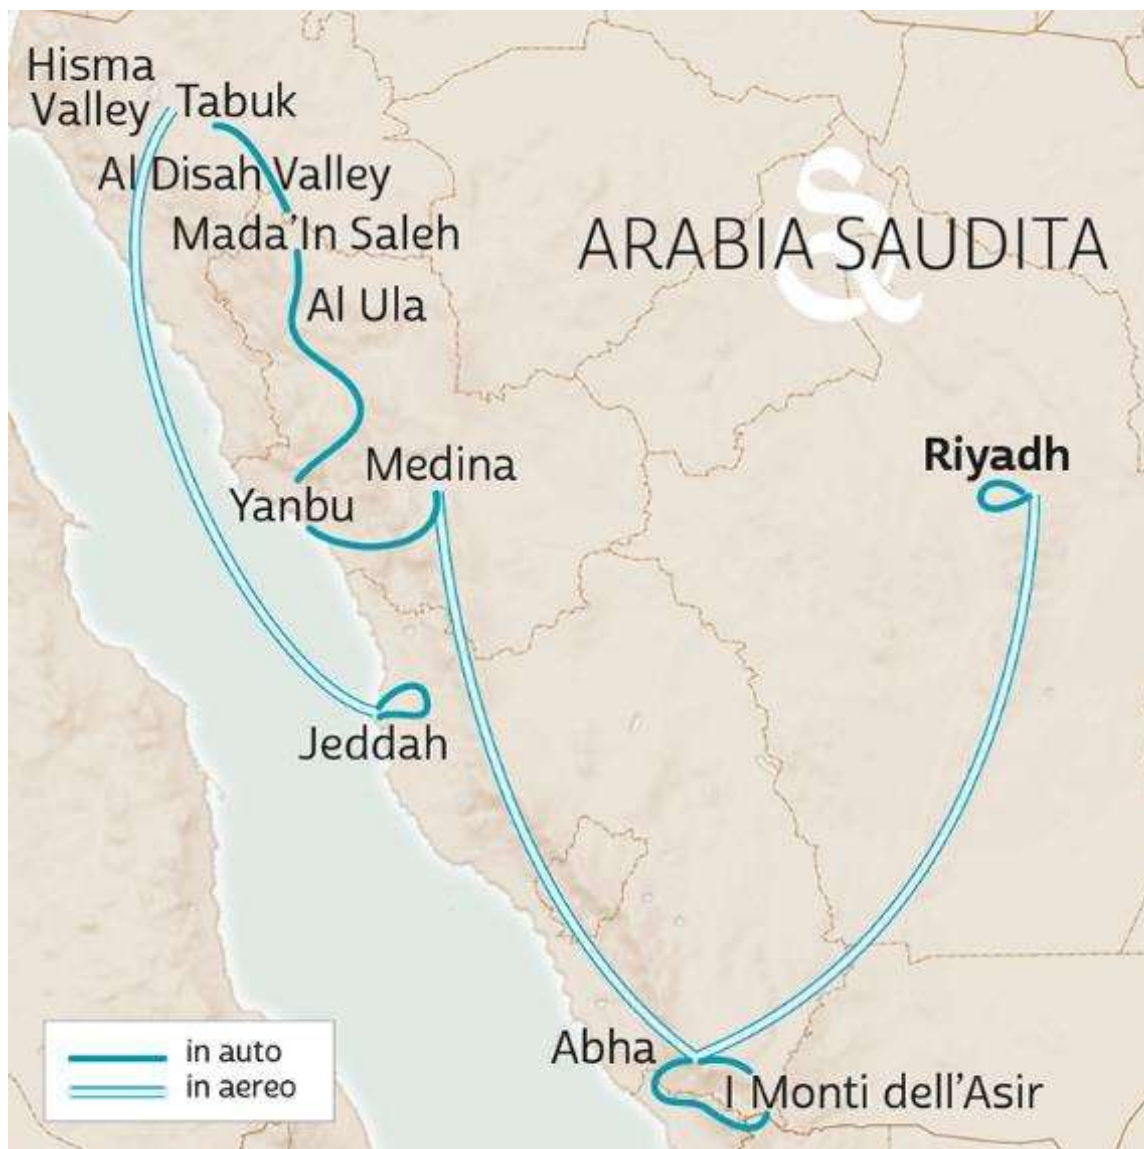 Hisma
Valley
Tabuk
Al Disah Valley
Mada'In Saleh
ARABIA SAUDITA
Al Ula
Medina
Riyadh
Yanbu
Jeddah
Abha
I Monti dell'Asir
in auto
in aereo